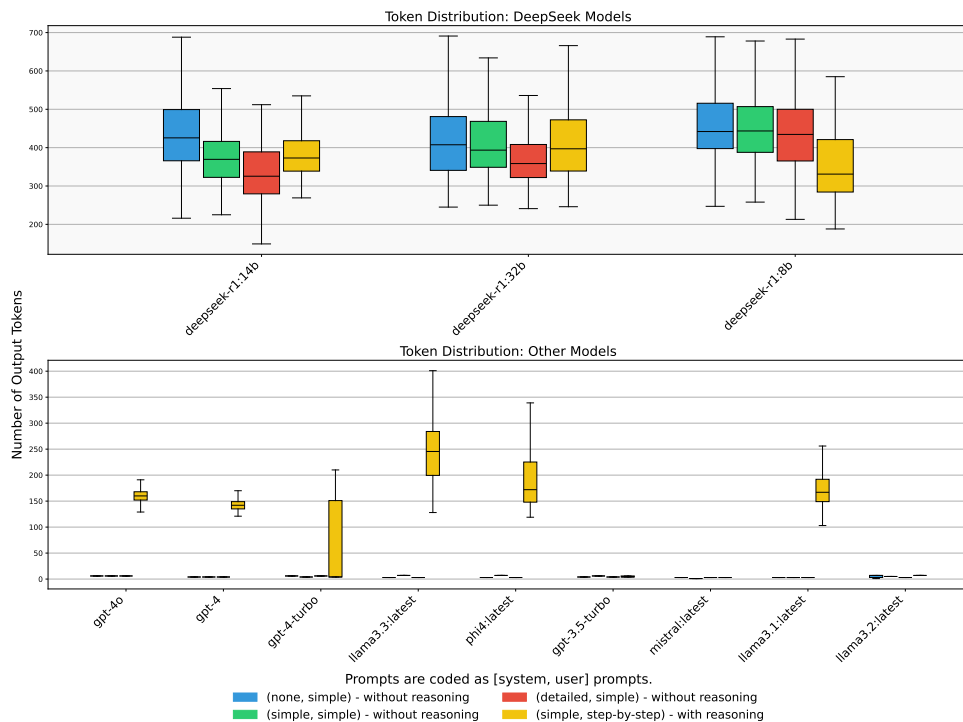 Token Distribution: DeepSeek Models
700
600
500
400
300
200
deepseek-r1:14b
deepseek-r1:32b
deepseek-r1:8b
Number of Output Tokens
Token Distribution: Other Models
400
350
300
250
200
150
100
50
0
gpt-4o
gpt-4
gpt-4-turbo
llama3.3:latest
phi4:latest
gpt-3.5-turbo
mistral:latest
llama3.1:latest
llama3.2:latest
Prompts are coded as [system, user] prompts.
(none, simple) - without reasoning
(detailed, simple) - without reasoning
(simple, simple) - without reasoning
(simple, step-by-step) - with reasoning